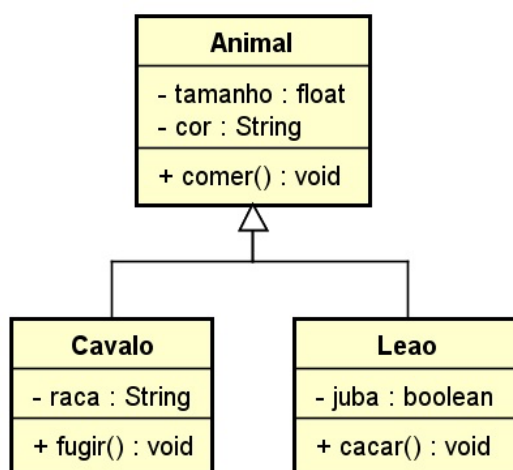 Animal
- tamanho : float
- cor : String
+ comer() : void
Cavalo
- raca : String
+ fugir() : void
Leao
- juba : boolean
+ cacar() : void